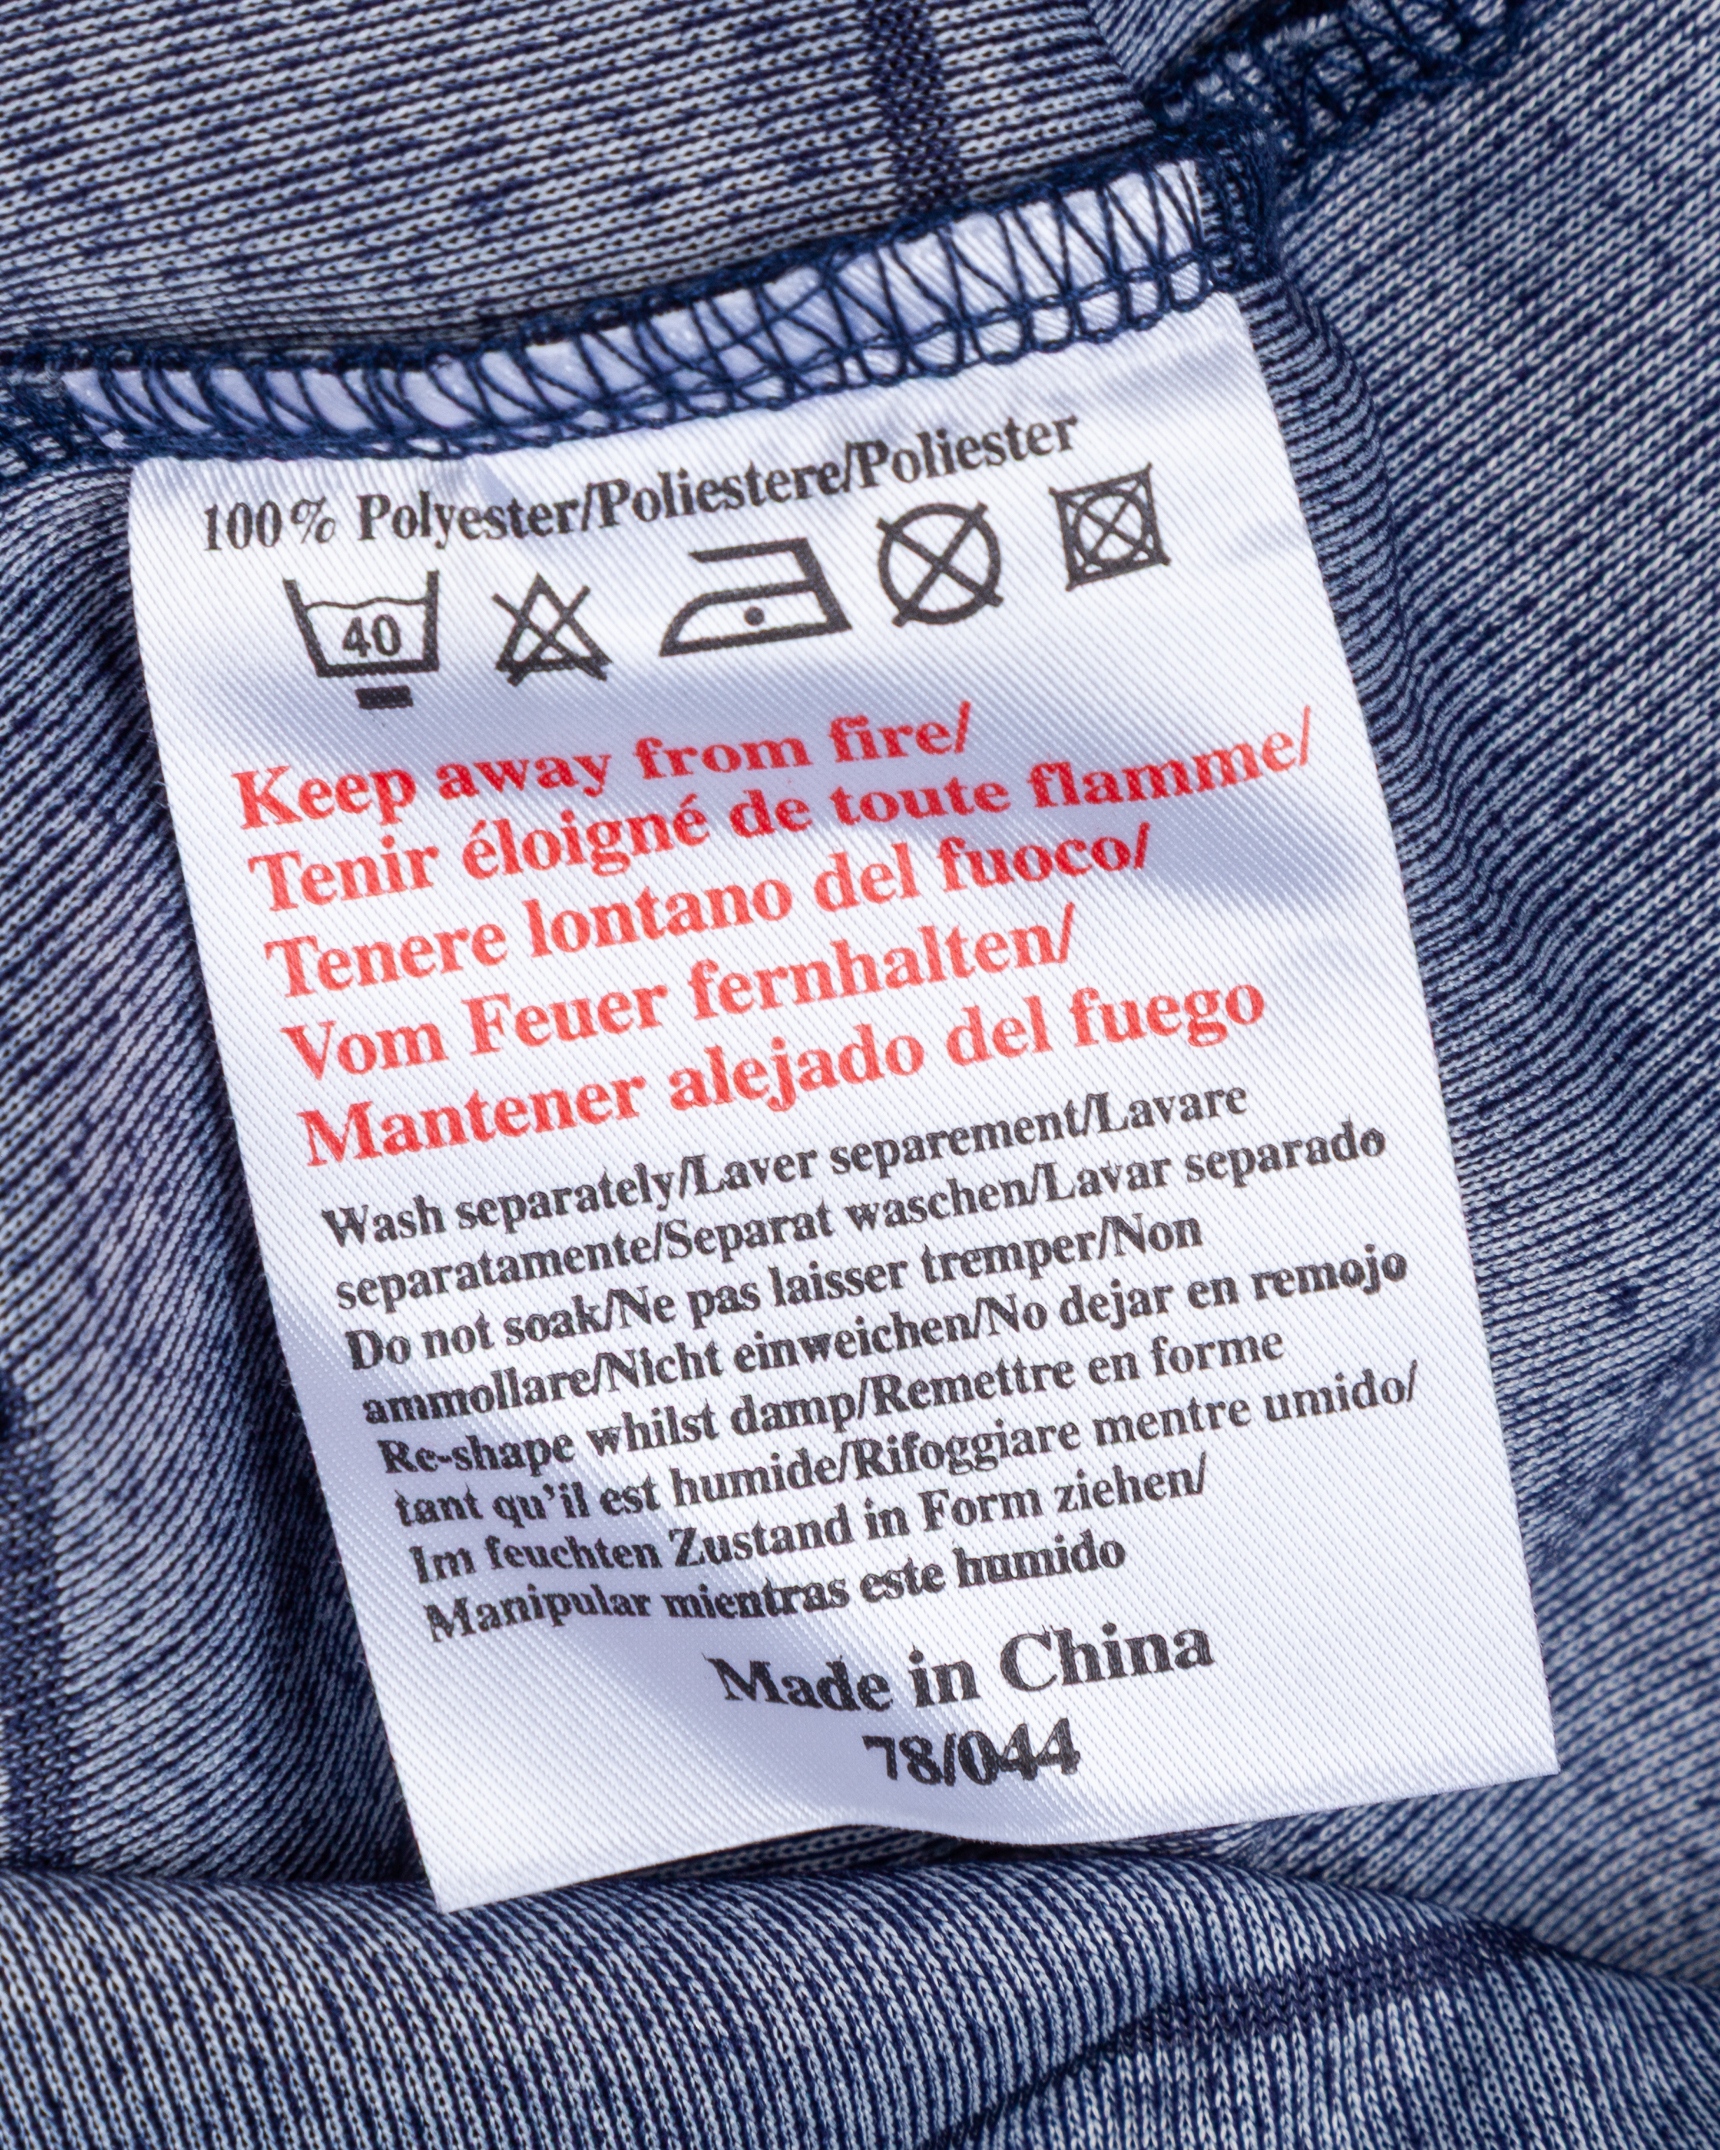 100% Polyester/Poliestere/Poliester
40
Keep away from fire/
Tenir éloigné de toute flamme/
Tenere lontano del fuoco/
Vom Feuer fernhalten/
Mantener alejado del fuego
Wash separately/Laver separement/Lavare
separatamente/Separat waschen/Lavar separado
Do not soak/Ne pas laisser tremper/Non
ammollare/Nicht einweichen/No dejar en remojo
Re-shape whilst damp/Remettre en forme
tant qu'il est humide/Rifoggiare mentre umido/
Im feuchten Zustand in Form ziehen/
Manipular mientras este humido
Made in China
78/044